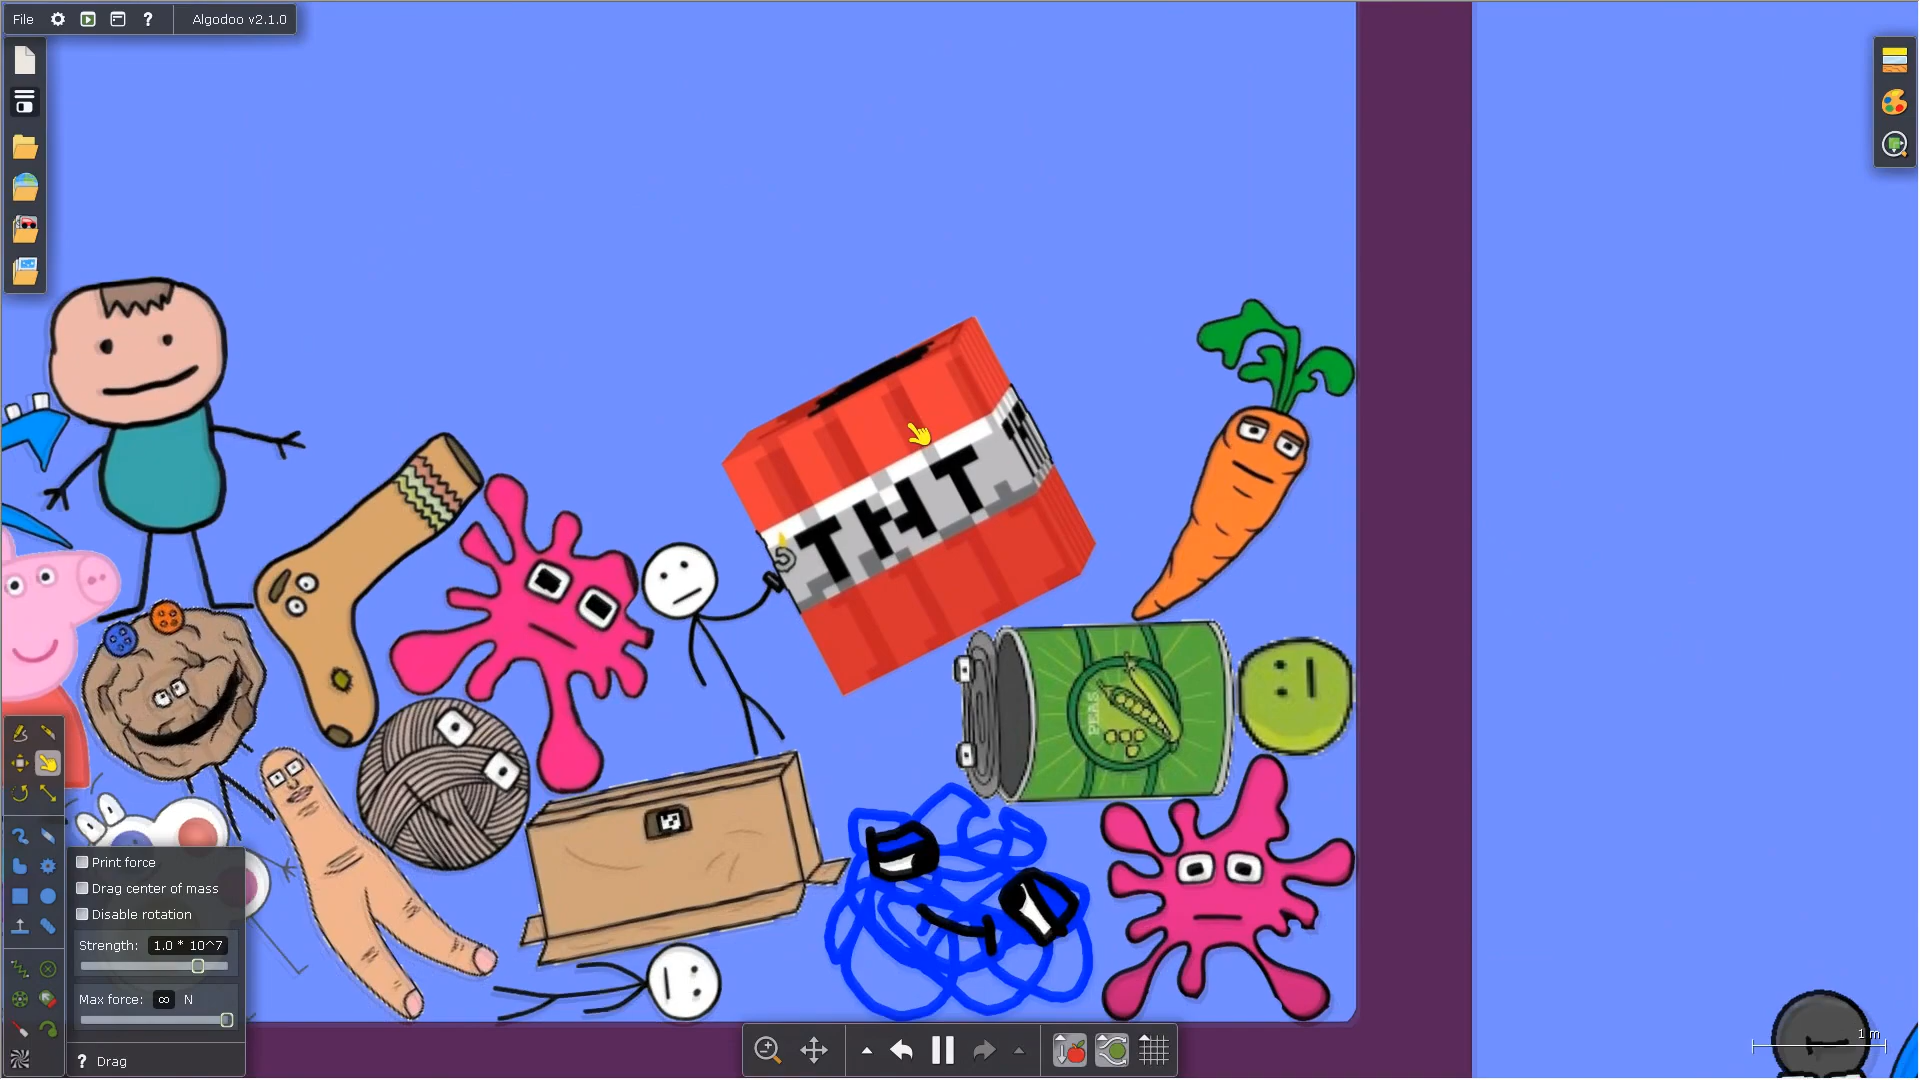 File ? Algodoo v2.1.0
TNT
5
PEAS
Print force
Drag center of mass
Disable rotation
Strength: 1.0 * 10^7
Max force: ∞ N
? Drag
1 m